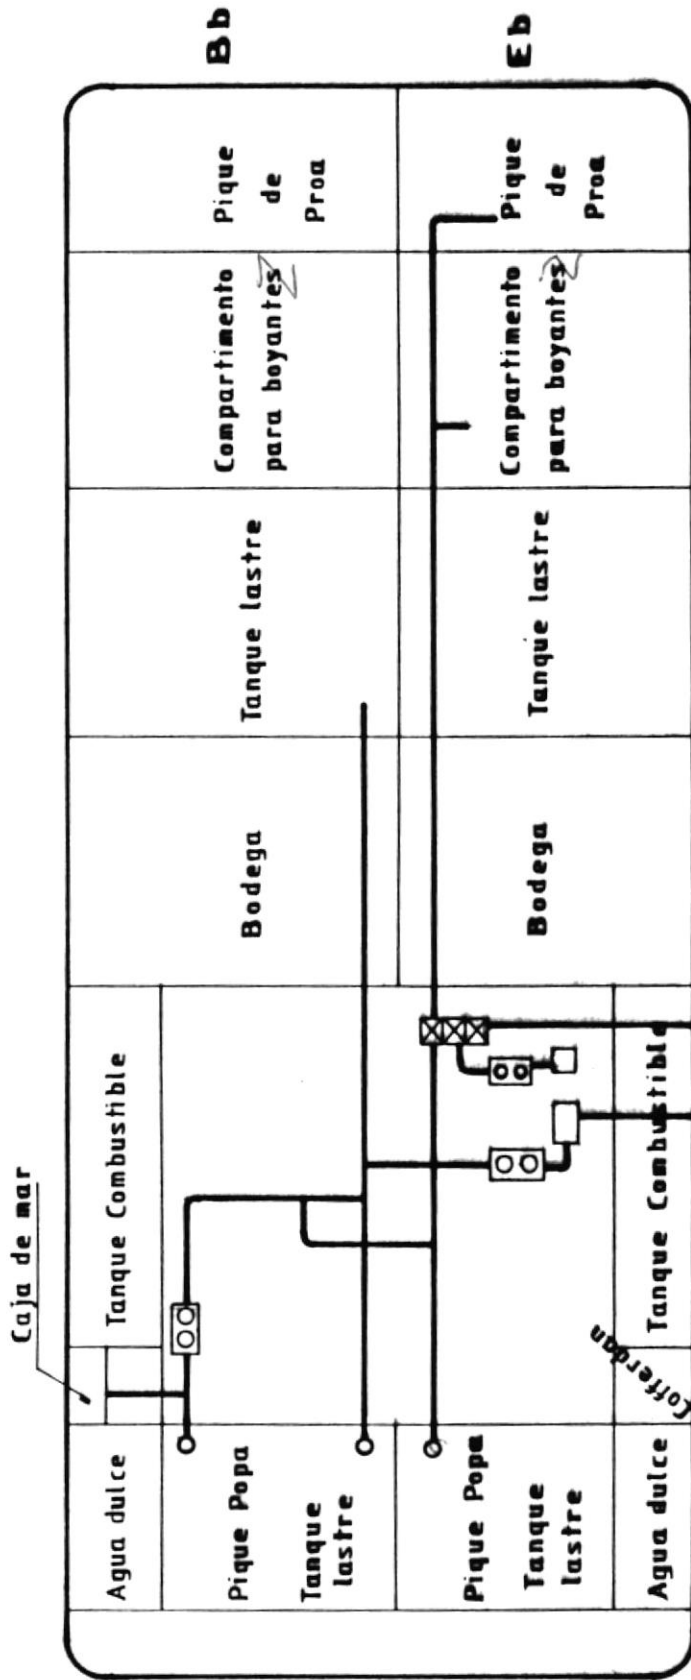 Caja de mar
Bb
Agua dulce
Tanque Combustible
Pique Popa
Tanque
lastre
Bodega
Tanque lastre
Compartimento
para boyantes
Pique
de
Proa
Eb
Pique Popa
Tanque
lastre
Bodega
Tanque lastre
Compartimento
para boyantes
Pique
de
Proa
Agua dulce
Cofferdan
Tanque Combustible